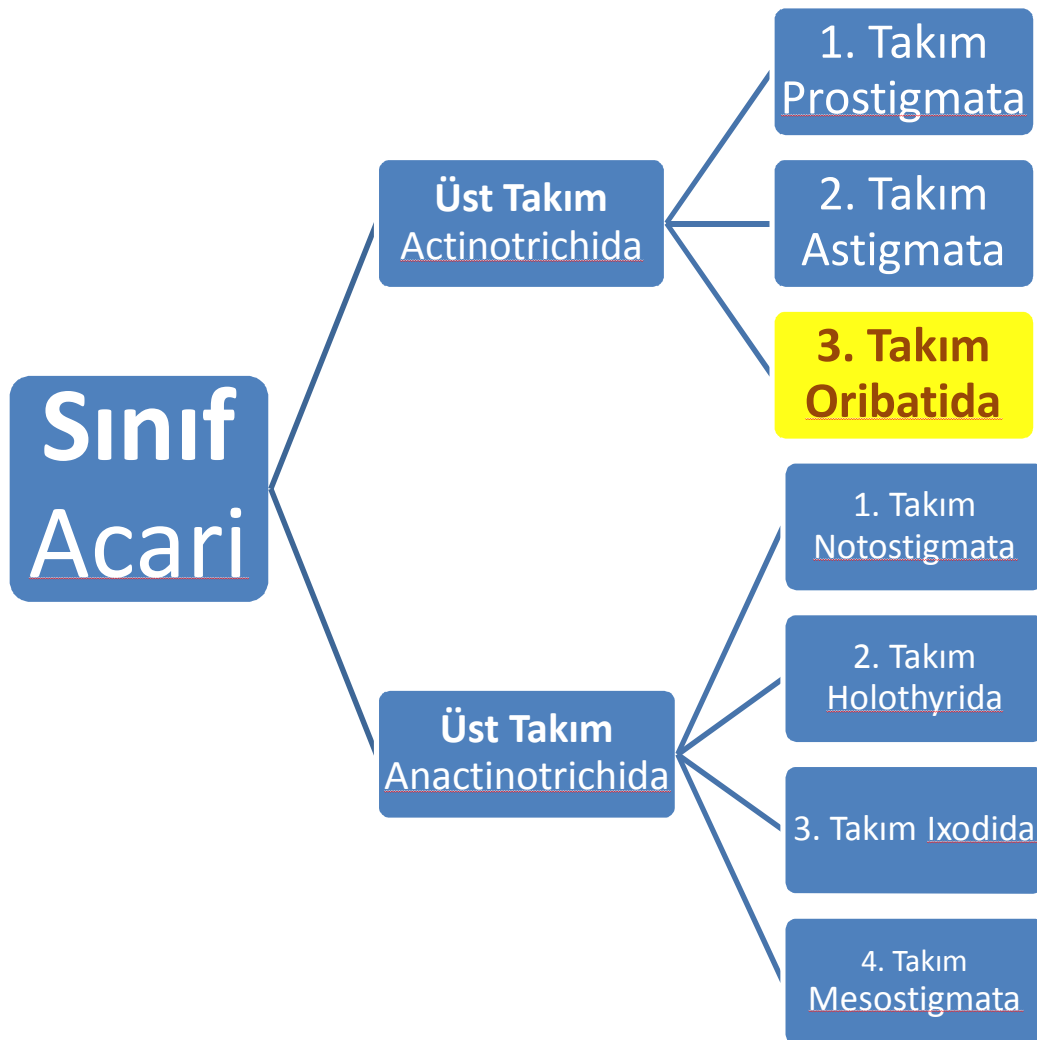 Sınıf
Acari
Üst Takım
Actinotrichida
1. Takım
Prostigmata
2. Takım
Astigmata
3. Takım
Oribatida
Üst Takım
Anactinotrichida
1. Takım
Notostigmata
2. Takım
Holothyrida
3. Takım Ixodida
4. Takım
Mesostigmata